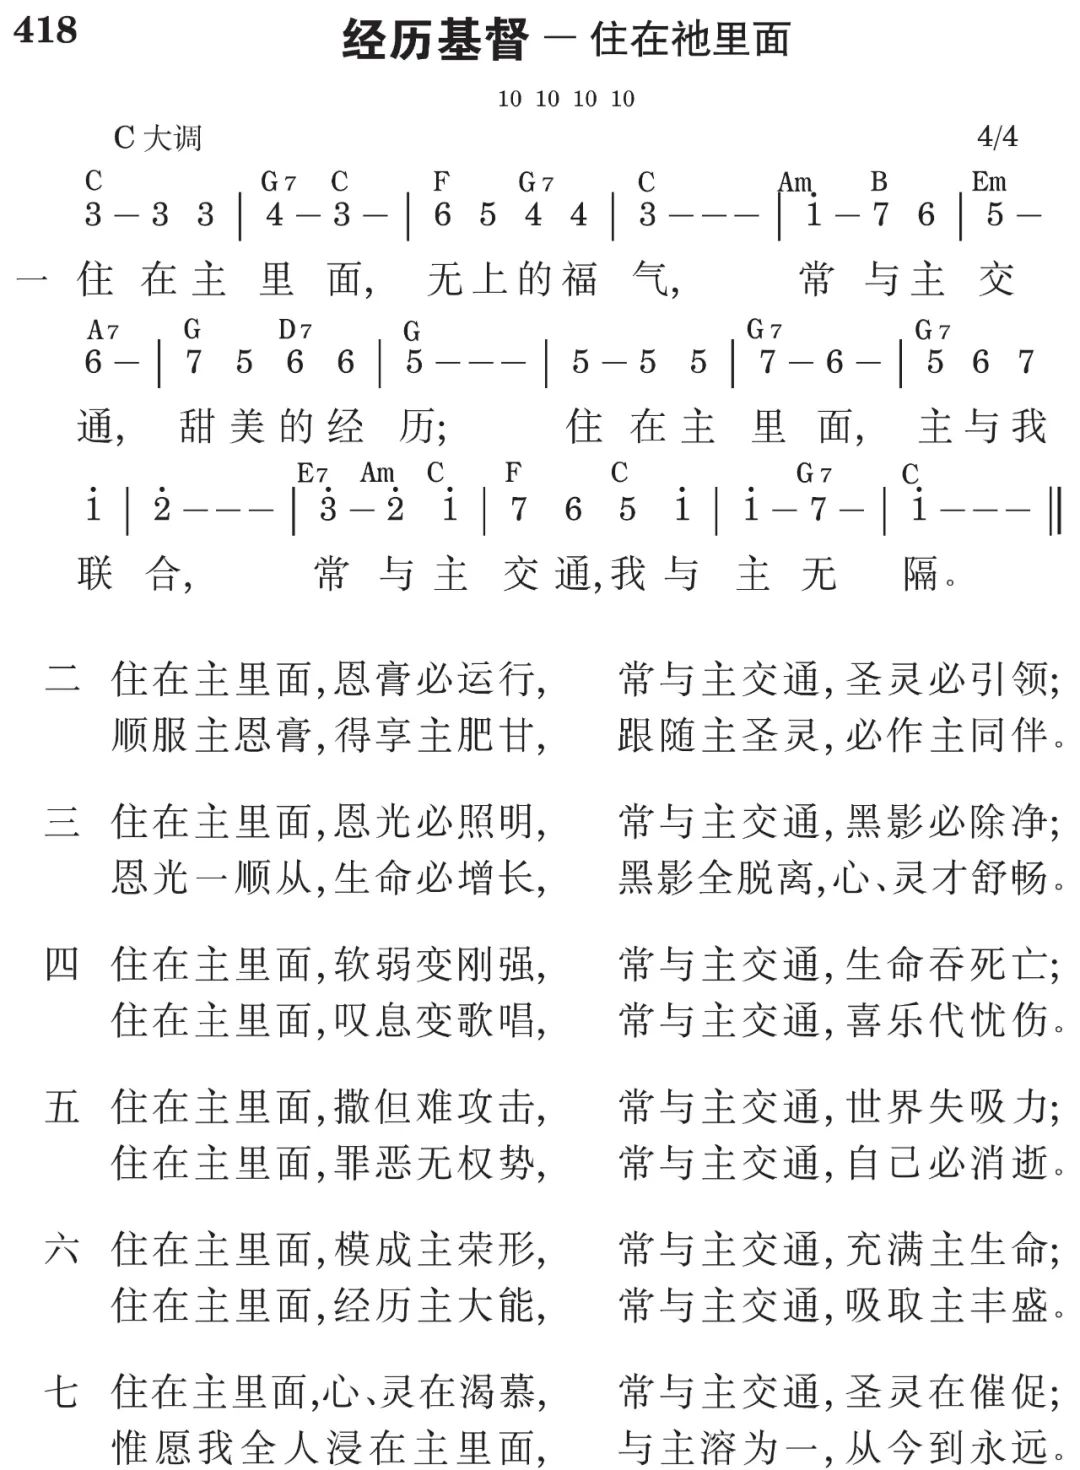 418 经历基督 — 住在祂里面
10 10 10 10
C 大调 4/4
C G7 C F G7 C Am B Em
3 – 3 3 | 4 – 3 – | 6 5 4 4 | 3 – – – | i̇ – 7 6 | 5 –
一 住 在 主 里 面, 无上的福 气, 常 与 主 交
A7 G D7 G G7 G7
6 – | 7 5 6 6 | 5 – – – | 5 – 5 5 | 7 – 6 – | 5 6 7
通, 甜 美 的 经 历; 住 在 主 里 面, 主 与 我
E7 Am C F C G7 C
1̇ | 2̇ – – – | 3̇ – 2̇ 1̇ | 7 6 5 1̇ | 1̇ – 7 – | 1̇ – – – ‖
联 合, 常 与 主 交 通, 我 与 主 无 隔。
二 住在主里面,恩膏必运行, 常与主交通,圣灵必引领;
顺服主恩膏,得享主肥甘, 跟随主圣灵,必作主同伴。
三 住在主里面,恩光必照明, 常与主交通,黑影必除净;
恩光一顺从,生命必增长, 黑影全脱离,心、灵才舒畅。
四 住在主里面,软弱变刚强, 常与主交通,生命吞死亡;
住在主里面,叹息变歌唱, 常与主交通,喜乐代忧伤。
五 住在主里面,撒但难攻击, 常与主交通,世界失吸力;
住在主里面,罪恶无权势, 常与主交通,自己必消逝。
六 住在主里面,模成主荣形, 常与主交通,充满主生命;
住在主里面,经历主大能, 常与主交通,吸取主丰盛。
七 住在主里面,心、灵在渴慕, 常与主交通,圣灵在催促;
惟愿我全人浸在主里面, 与主溶为一,从今到永远。